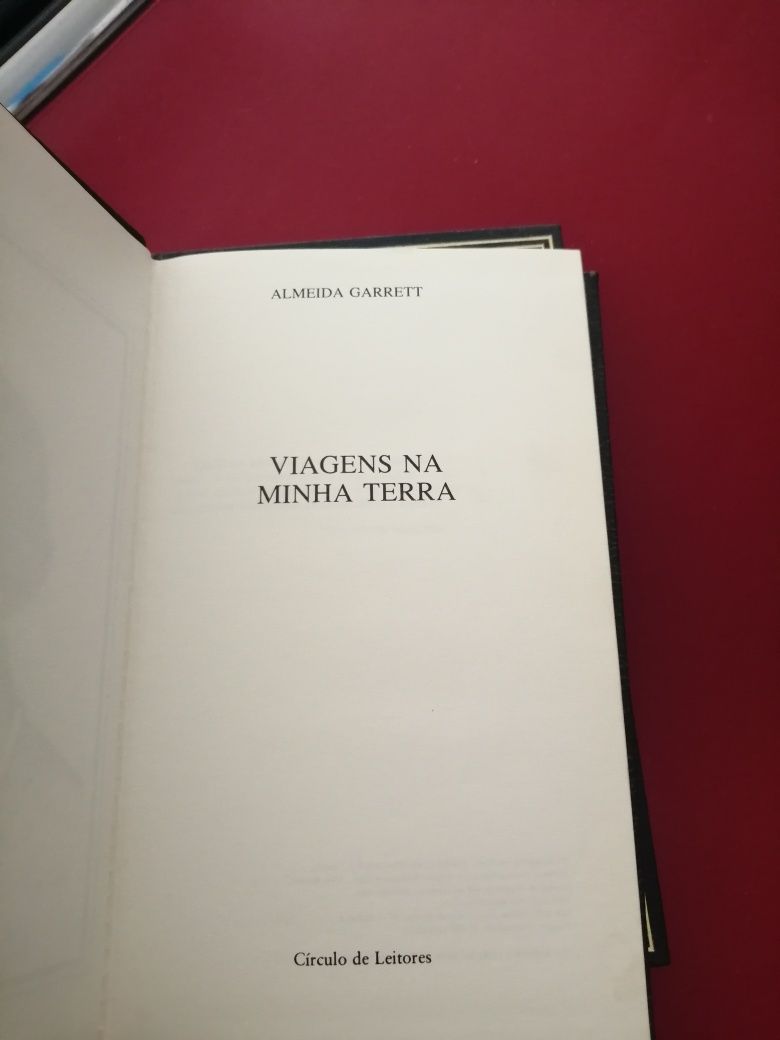 ALMEIDA GARRETT
VIAGENS NA
MINHA TERRA
Círculo de Leitores